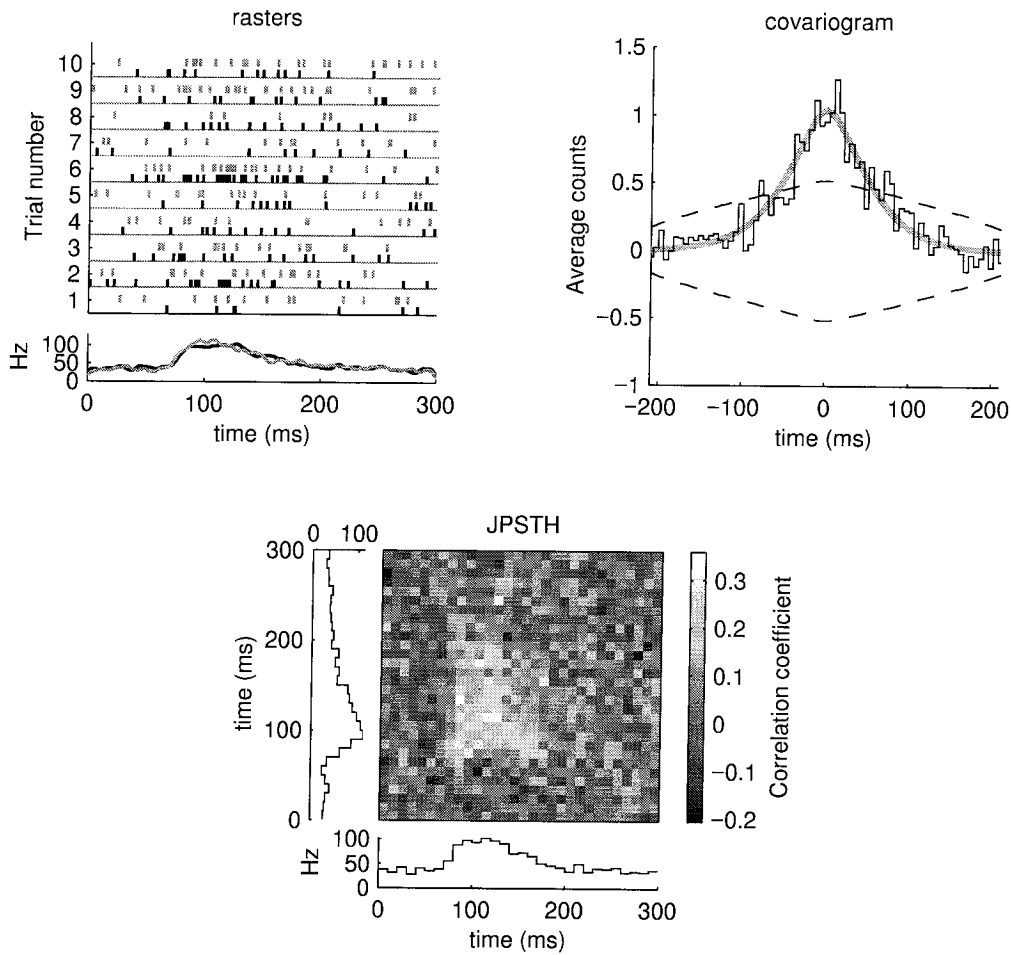 rasters
Trial number
10
9
8
7
6
5
4
3
2
1
Hz
100
50
0
0 100 200 300
time (ms)
covariogram
Average counts
1.5
1
0.5
0
−0.5
−1
−200 −100 0 100 200
time (ms)
JPSTH
0 100
time (ms)
300
200
100
0
Hz
100
50
0
0 100 200 300
time (ms)
0.3
0.2
0.1
0
−0.1
−0.2
Correlation coefficient